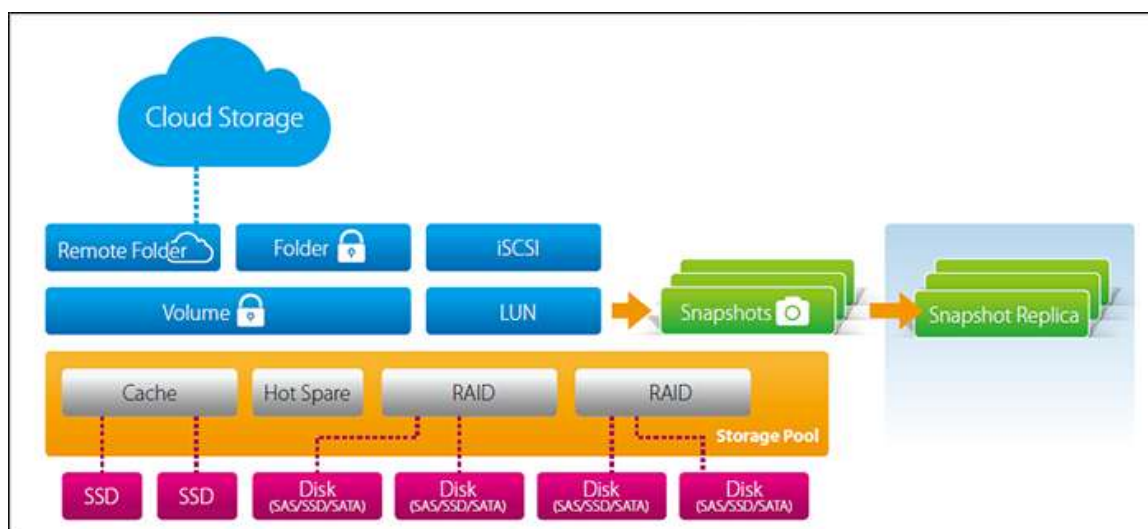 Cloud Storage
Remote Folder
Folder
iSCSI
Volume
LUN
Snapshots
Snapshot Replica
Cache
Hot Spare
RAID
RAID
Storage Pool
SSD
SSD
Disk
(SAS/SSD/SATA)
Disk
(SAS/SSD/SATA)
Disk
(SAS/SSD/SATA)
Disk
(SAS/SSD/SATA)